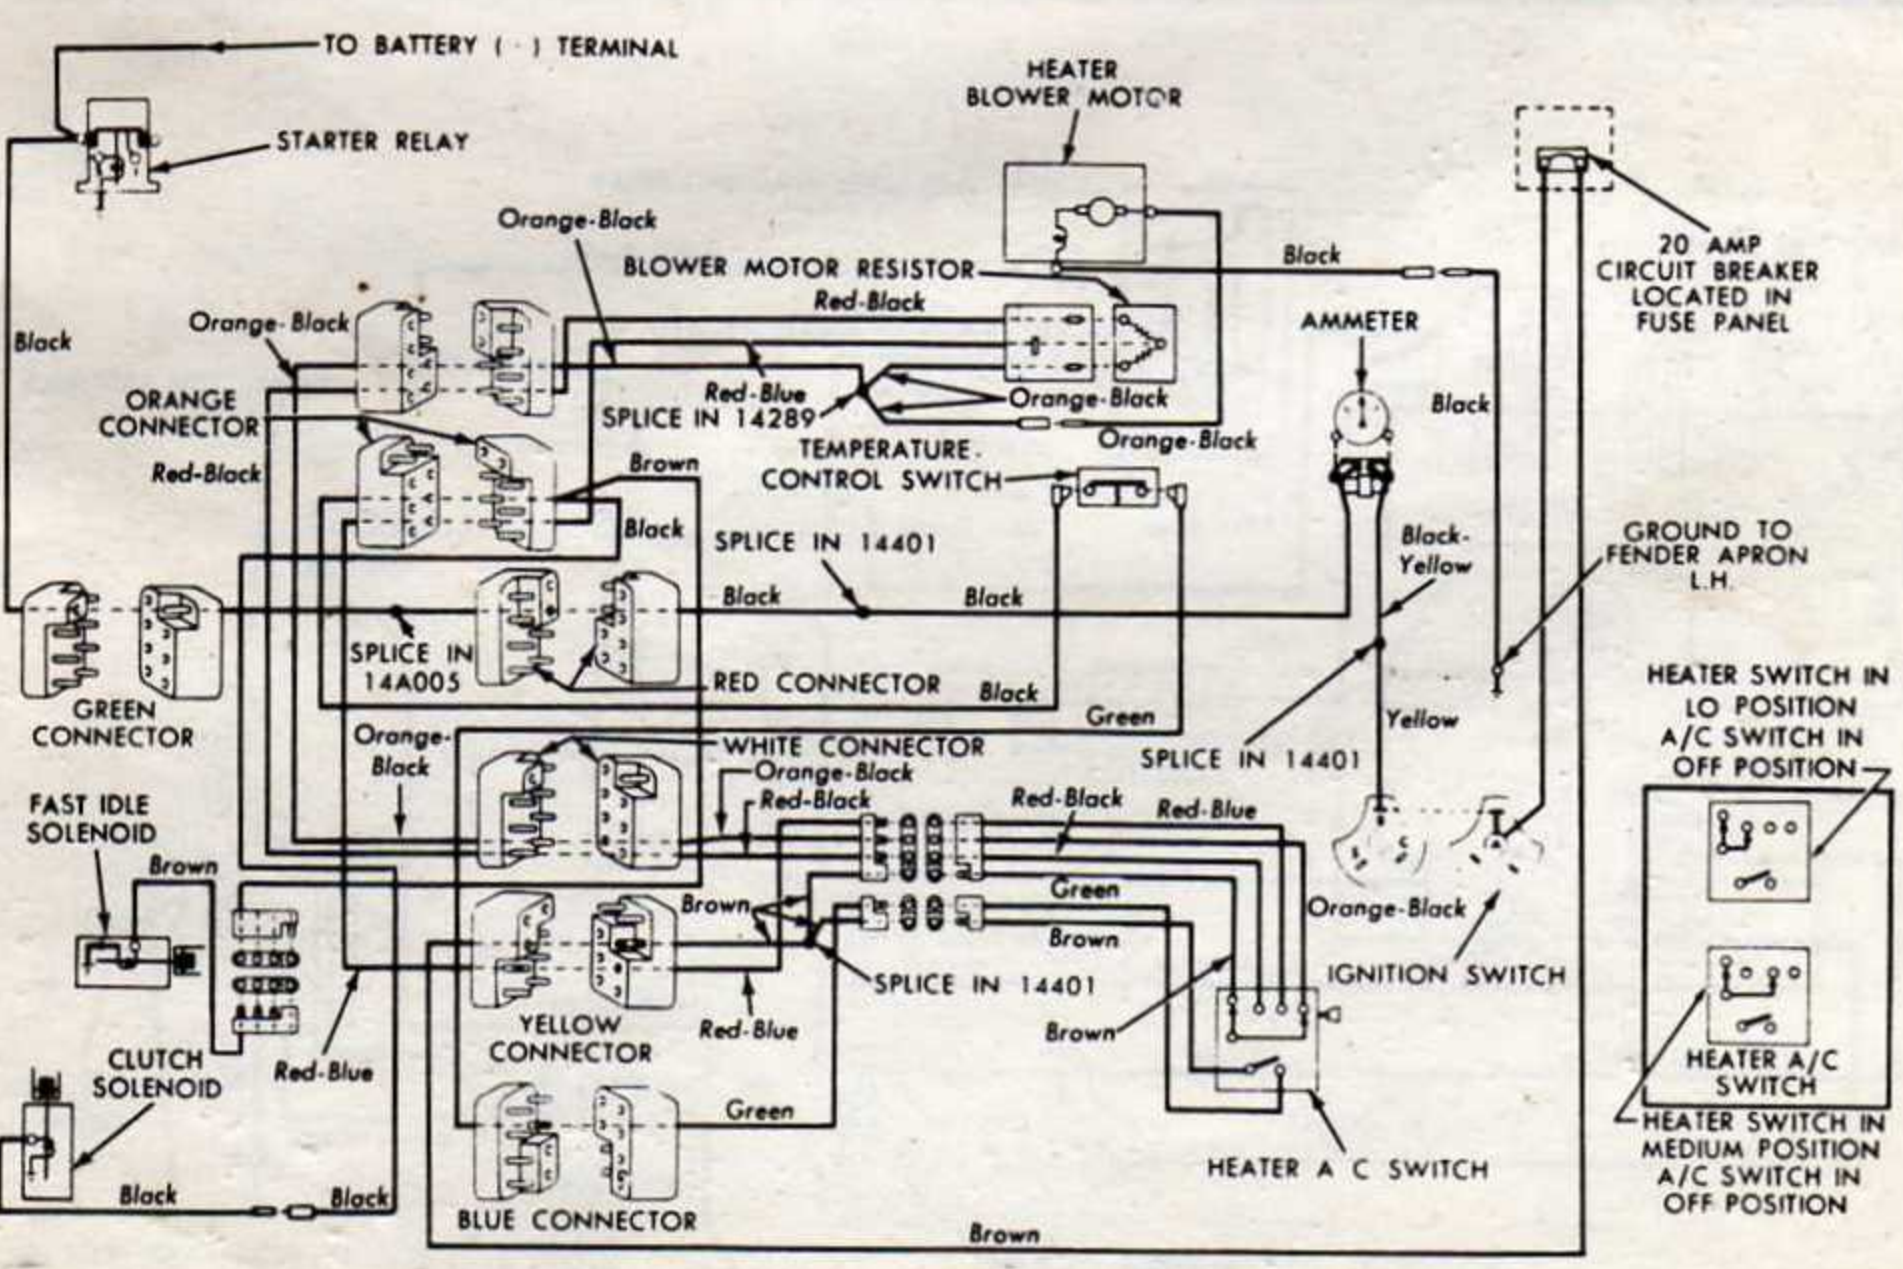 TO BATTERY ( - ) TERMINAL
STARTER RELAY
HEATER
BLOWER MOTOR
20 AMP
CIRCUIT BREAKER
LOCATED IN
FUSE PANEL
Orange-Black
BLOWER MOTOR RESISTOR
Black
Red-Black
Orange-Black
Black
AMMETER
Black
Red-Blue
Orange-Black
ORANGE
CONNECTOR
SPLICE IN 14289
Orange-Black
Red-Black
Brown
TEMPERATURE
CONTROL SWITCH
Black
SPLICE IN 14401
Black-
Yellow
GROUND TO
FENDER APRON
L.H.
Black
Black
SPLICE IN
14A005
RED CONNECTOR
Black
GREEN
CONNECTOR
Green
Yellow
Orange-
Black
WHITE CONNECTOR
Orange-Black
SPLICE IN 14401
HEATER SWITCH IN
LO POSITION
A/C SWITCH IN
OFF POSITION
Red-Black
Red-Black
Red-Blue
FAST IDLE
SOLENOID
Brown
Brown
Green
Orange-Black
Brown
SPLICE IN 14401
IGNITION SWITCH
YELLOW
CONNECTOR
Red-Blue
Brown
Red-Blue
CLUTCH
SOLENOID
HEATER A/C
SWITCH
Green
HEATER SWITCH IN
MEDIUM POSITION
A/C SWITCH IN
OFF POSITION
HEATER A C SWITCH
Black
Black
BLUE CONNECTOR
Brown